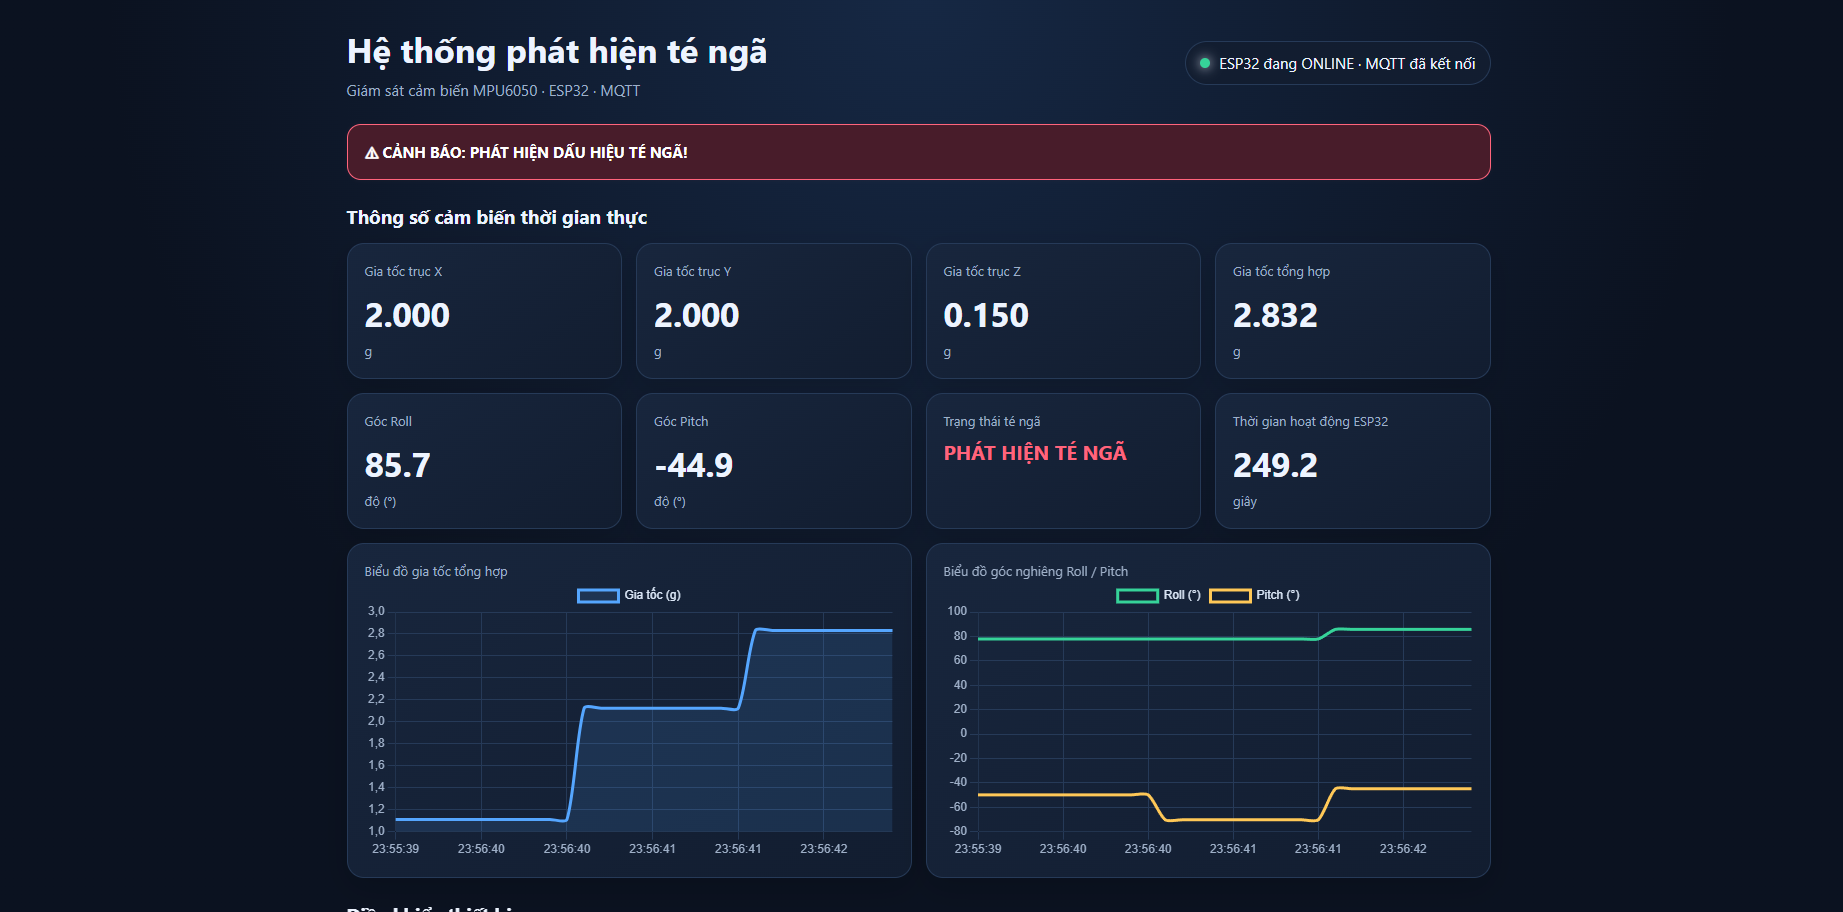 Hệ thống phát hiện té ngã
Giám sát cảm biến MPU6050 · ESP32 · MQTT
ESP32 đang ONLINE · MQTT đã kết nối
⚠ CẢNH BÁO: PHÁT HIỆN DẤU HIỆU TÉ NGÃ!
Thông số cảm biến thời gian thực
Gia tốc trục X
2.000
g
Gia tốc trục Y
2.000
g
Gia tốc trục Z
0.150
g
Gia tốc tổng hợp
2.832
g
Góc Roll
85.7
độ (°)
Góc Pitch
-44.9
độ (°)
Trạng thái té ngã
PHÁT HIỆN TÉ NGÃ
Thời gian hoạt động ESP32
249.2
giây
Biểu đồ gia tốc tổng hợp
Gia tốc (g)
3,0
2,8
2,6
2,4
2,2
2,0
1,8
1,6
1,4
1,2
1,0
23:55:39 23:56:40 23:56:40 23:56:41 23:56:41 23:56:42
Biểu đồ góc nghiêng Roll / Pitch
Roll (°) Pitch (°)
100
80
60
40
20
0
-20
-40
-60
-80
23:55:39 23:56:40 23:56:40 23:56:41 23:56:41 23:56:42